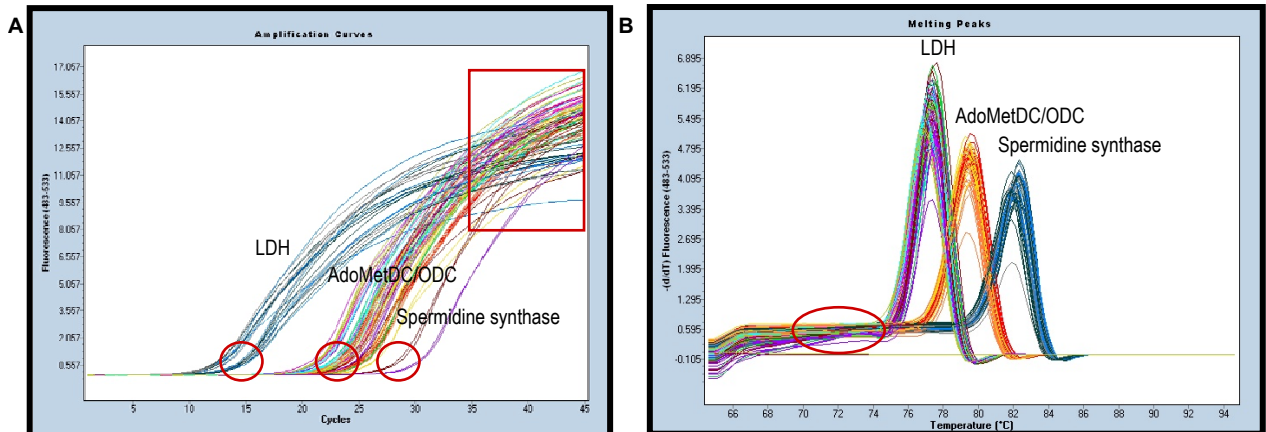 A
Amplification Curves
17.057
15.557
14.057
12.557
11.057
9.557
8.057
6.557
5.057
3.557
2.057
0.557
Fluorescence (483-533)
LDH
AdoMetDC/ODC
Spermidine synthase
5 10 15 20 25 30 35 40 45
Cycles
B
Melting Peaks
6.895
6.195
5.495
4.795
4.095
3.395
2.695
1.995
1.295
0.595
-0.105
-(d/dT) Fluorescence (483-533)
LDH
AdoMetDC/ODC
Spermidine synthase
66 68 70 72 74 76 78 80 82 84 86 88 90 92 94
Temperature (°C)